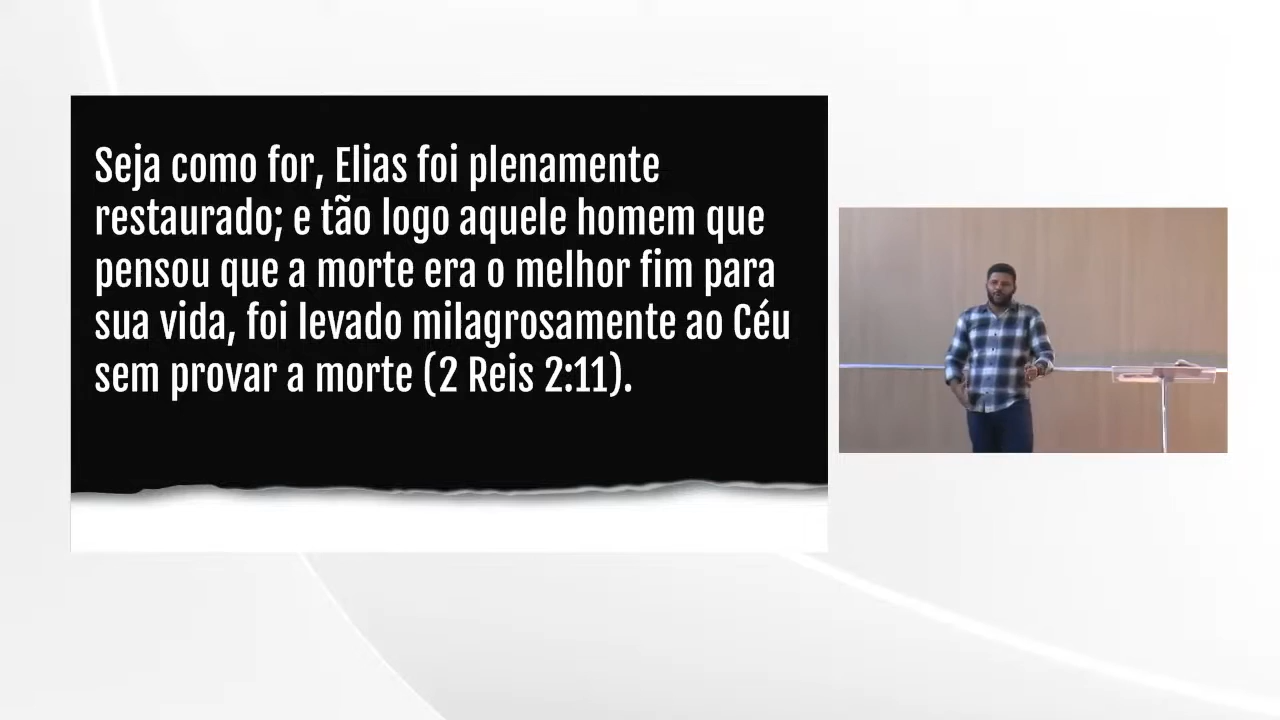 Seja como for, Elias foi plenamente
restaurado; e tão logo aquele homem que
pensou que a morte era o melhor fim para
sua vida, foi levado milagrosamente ao Céu
sem provar a morte (2 Reis 2:11).